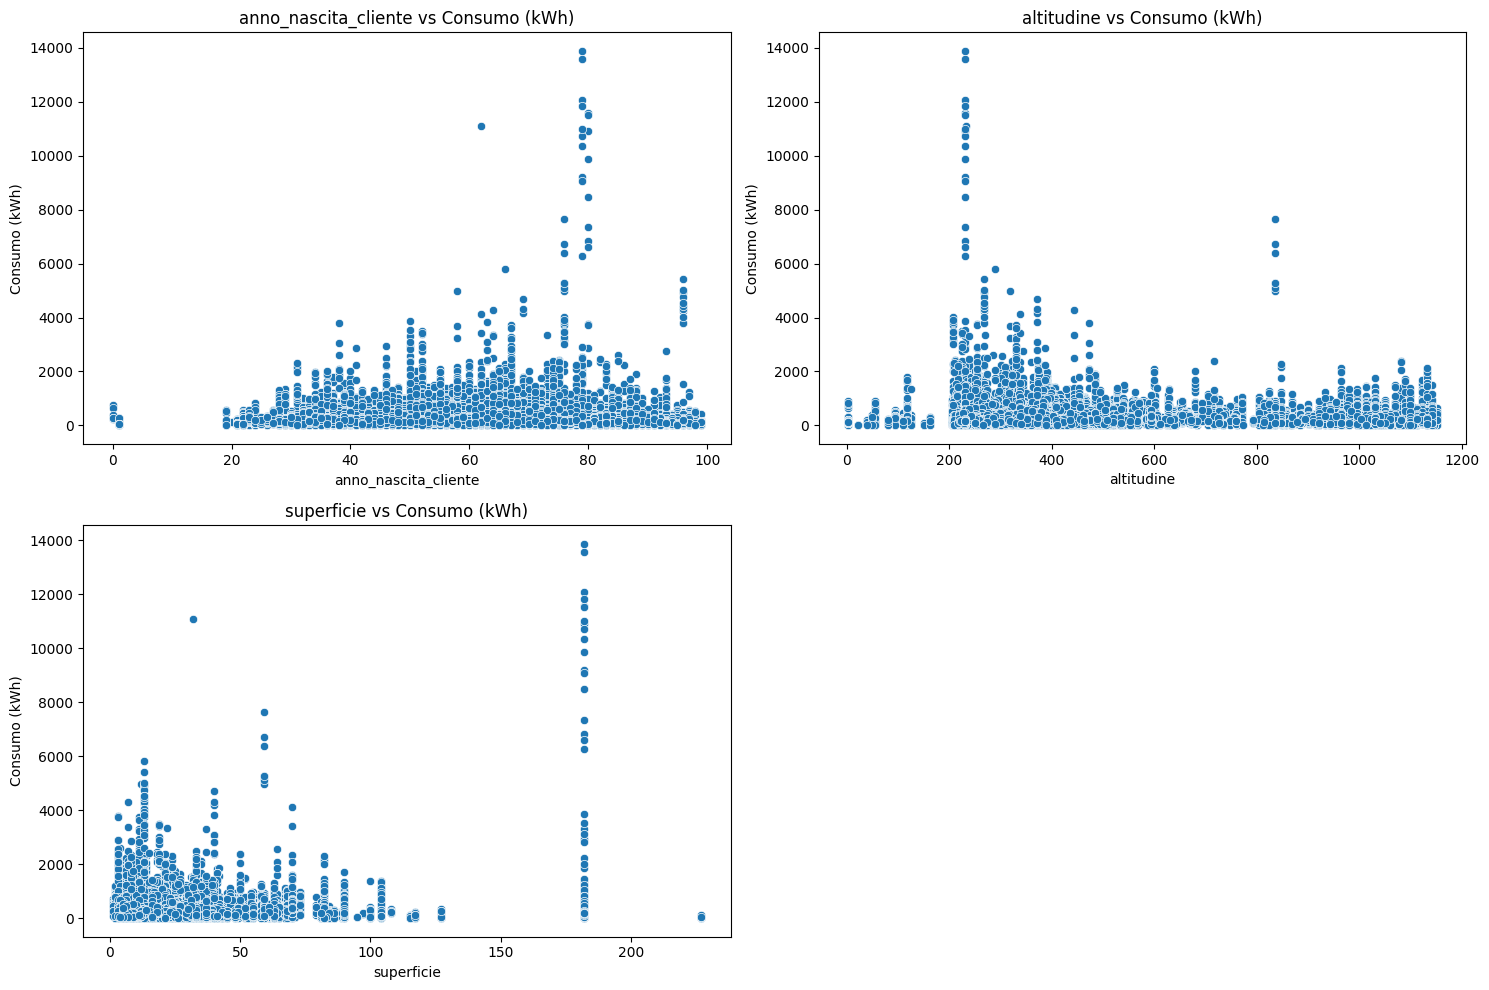 anno_nascita_cliente vs Consumo (kWh)
Consumo (kWh)
14000
12000
10000
8000
6000
4000
2000
0
0 20 40 60 80 100
anno_nascita_cliente
altitudine vs Consumo (kWh)
Consumo (kWh)
14000
12000
10000
8000
6000
4000
2000
0
0 200 400 600 800 1000 1200
altitudine
superficie vs Consumo (kWh)
Consumo (kWh)
14000
12000
10000
8000
6000
4000
2000
0
0 50 100 150 200
superficie